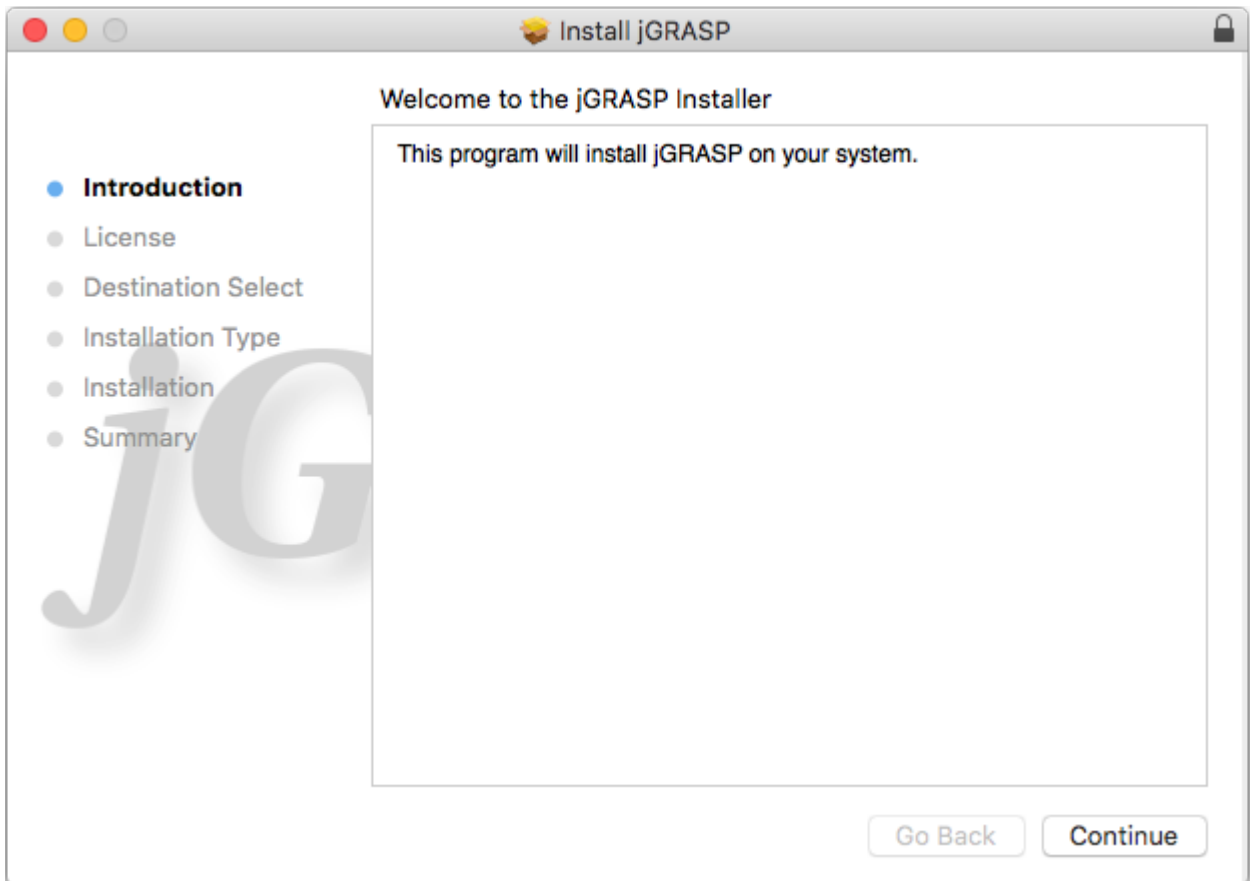 Install jGRASP
Welcome to the jGRASP Installer
This program will install jGRASP on your system.
Introduction
License
Destination Select
Installation Type
Installation
Summary
jG
Go Back
Continue